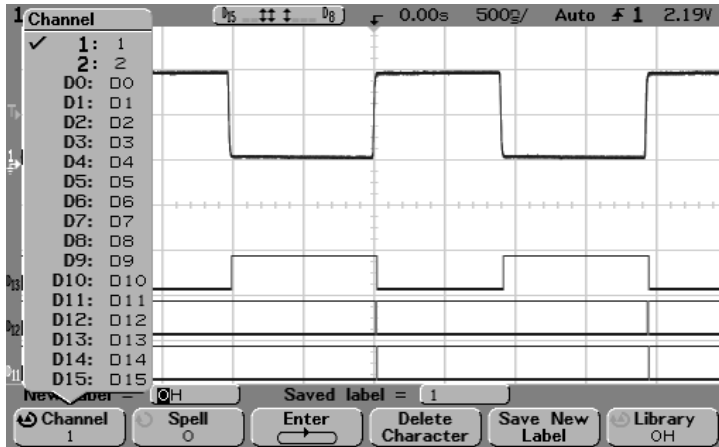 1 D15 D8 0.00s 500㎱/ Auto 1 2.19V
Channel
1: 1
2: 2
D0: D0
D1: D1
D2: D2
D3: D3
D4: D4
D5: D5
D6: D6
D7: D7
D8: D8
D9: D9
D10: D10
D11: D11
D12: D12
D13: D13
D14: D14
D15: D15
D13
D12
D11
New label = OH Saved label = 1
Channel Spell Enter Delete Save New Library
1 O Character Label OH